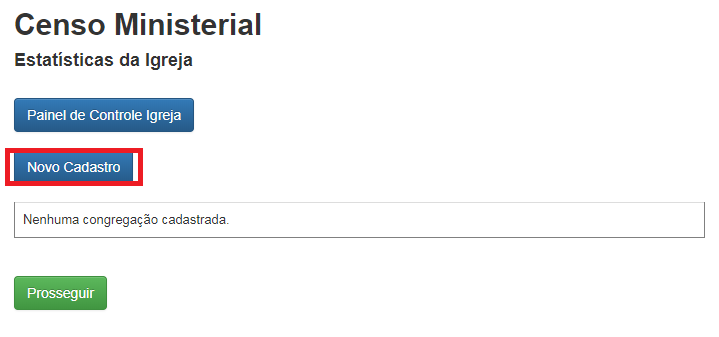 Censo Ministerial
Estatísticas da Igreja
Painel de Controle Igreja
Novo Cadastro
Nenhuma congregação cadastrada.
Prosseguir